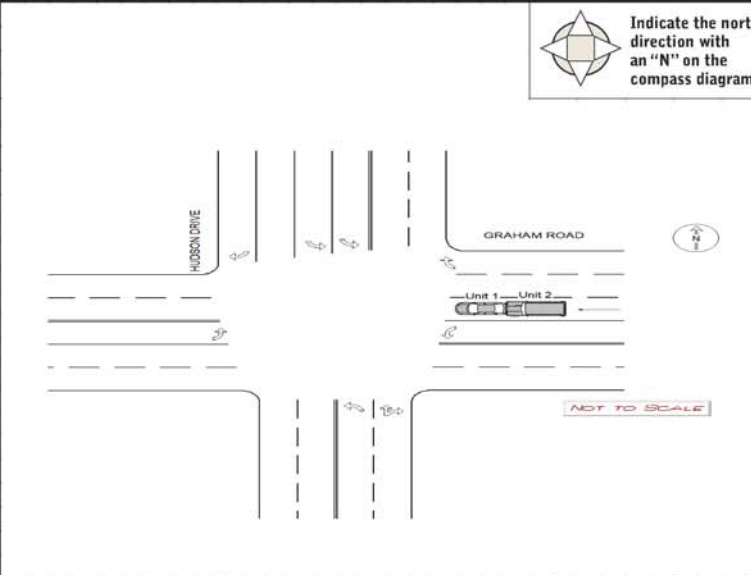 Indicate the nort
direction with
an “N” on the
compass diagram
HUDSON DRIVE
GRAHAM ROAD
N
Unit 1
Unit 2
NOT TO SCALE